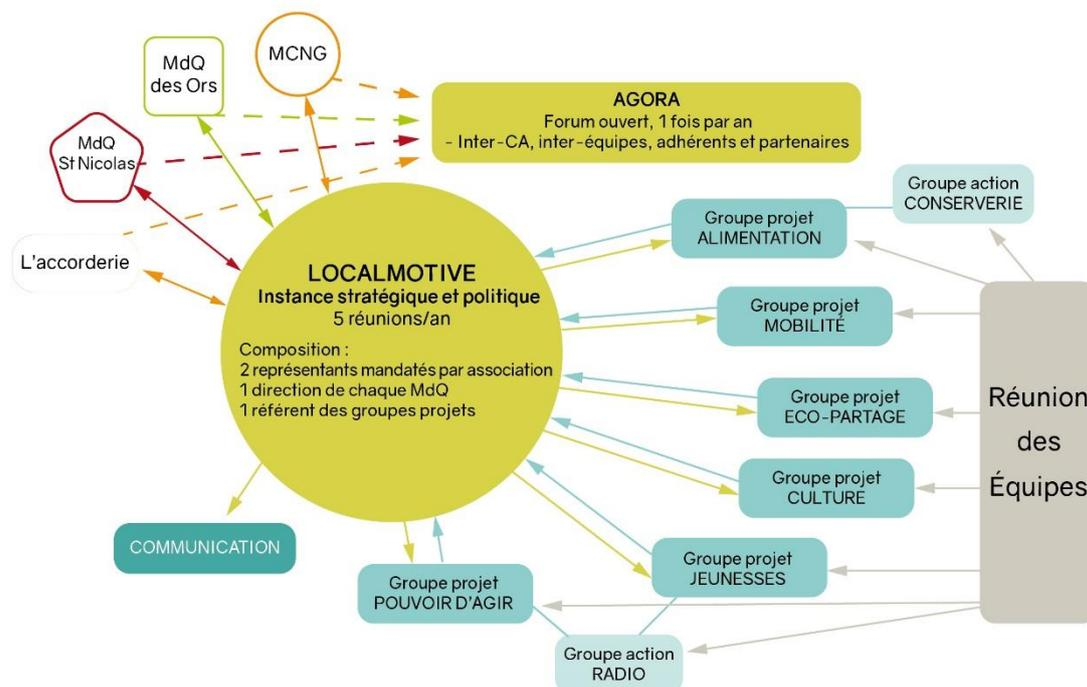 MCNG
MdQ
des Ors
MdQ
St Nicolas
L'accorderie
AGORA
Forum ouvert, 1 fois par an
- Inter-CA, inter-équipes, adhérents et partenaires
LOCALMOTIVE
Instance stratégique et politique
5 réunions/an
Composition :
2 représentants mandatés par association
1 direction de chaque MdQ
1 référent des groupes projets
COMMUNICATION
Groupe action
CONSERVERIE
Groupe projet
ALIMENTATION
Groupe projet
MOBILITÉ
Groupe projet
ECO-PARTAGE
Groupe projet
CULTURE
Groupe projet
JEUNESSES
Groupe projet
POUVOIR D'AGIR
Groupe action
RADIO
Réunion
des
Équipes